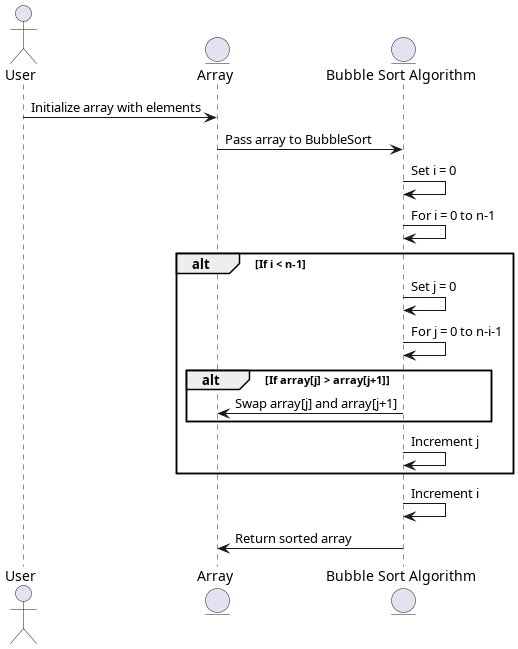 User
Array
Bubble Sort Algorithm
Initialize array with elements
Pass array to BubbleSort
Set i = 0
For i = 0 to n-1
alt [If i < n-1]
Set j = 0
For j = 0 to n-i-1
alt [If array[j] > array[j+1]]
Swap array[j] and array[j+1]
Increment j
Increment i
Return sorted array
User
Array
Bubble Sort Algorithm